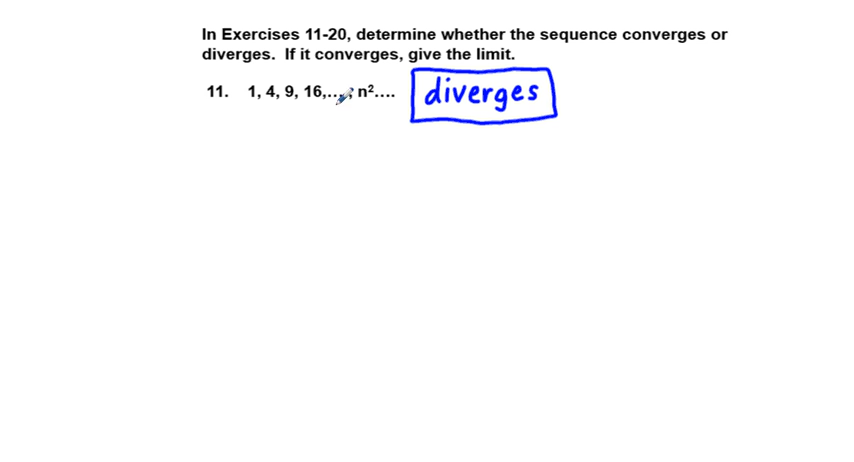 In Exercises 11-20, determine whether the sequence converges or
diverges. If it converges, give the limit.
11. 1, 4, 9, 16,..., n².... diverges